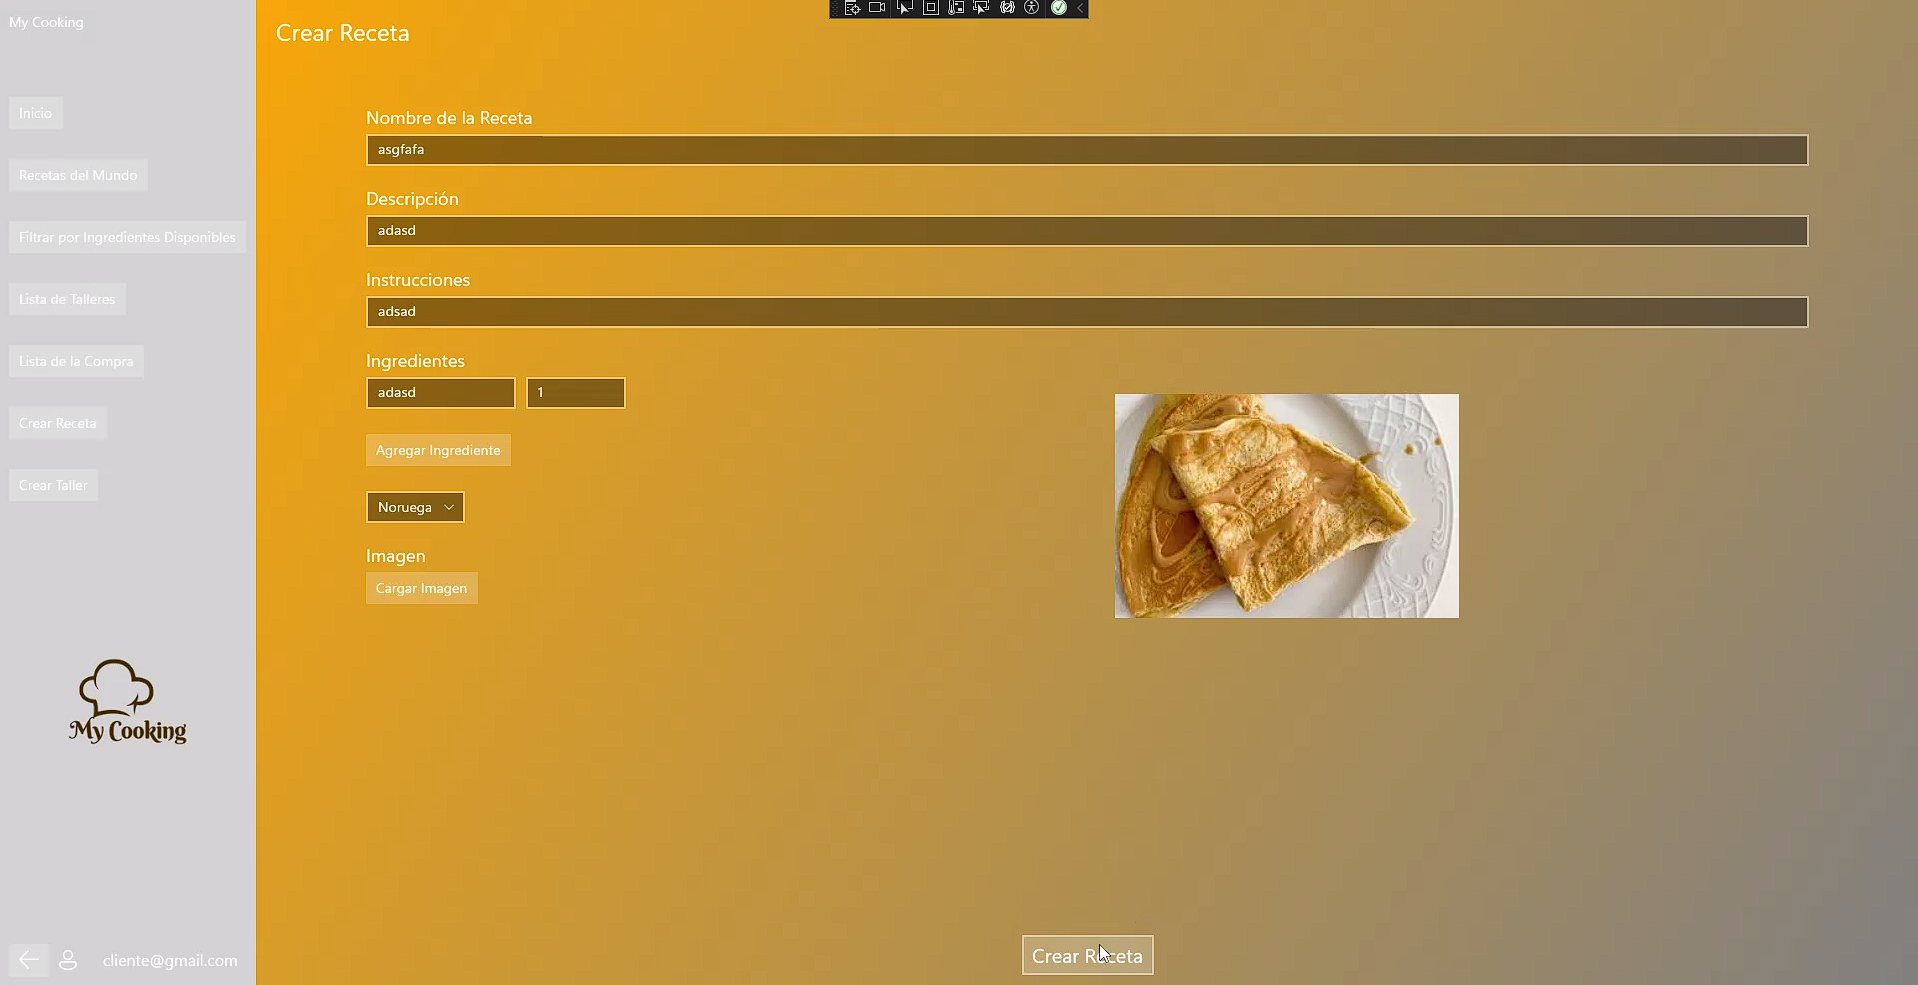 My Cooking
Inicio
Recetas del Mundo
Filtrar por Ingredientes Disponibles
Lista de Talleres
Lista de la Compra
Crear Receta
Crear Taller
My Cooking
cliente@gmail.com
Crear Receta
Nombre de la Receta
asgfafa
Descripción
adasd
Instrucciones
adsad
Ingredientes
adasd 1
Agregar Ingrediente
Noruega
Imagen
Cargar Imagen
Crear Receta